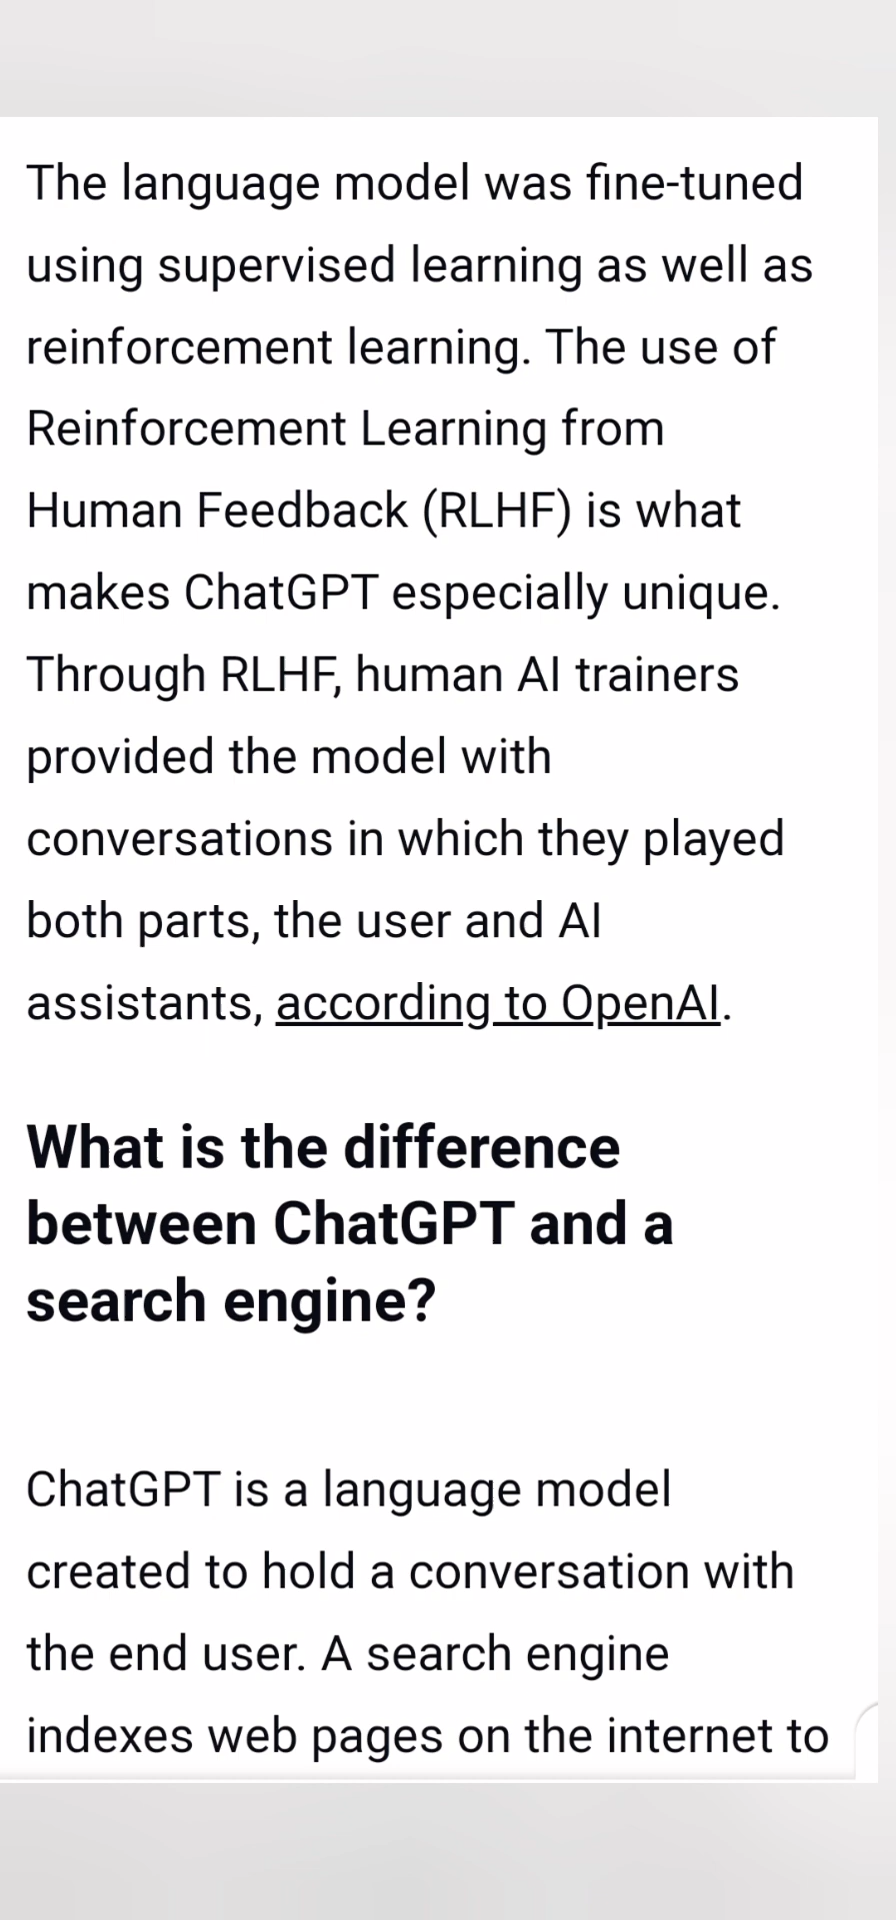 The language model was fine-tuned
using supervised learning as well as
reinforcement learning. The use of
Reinforcement Learning from
Human Feedback (RLHF) is what
makes ChatGPT especially unique.
Through RLHF, human AI trainers
provided the model with
conversations in which they played
both parts, the user and AI
assistants, according to OpenAI.
What is the difference
between ChatGPT and a
search engine?
ChatGPT is a language model
created to hold a conversation with
the end user. A search engine
indexes web pages on the internet to